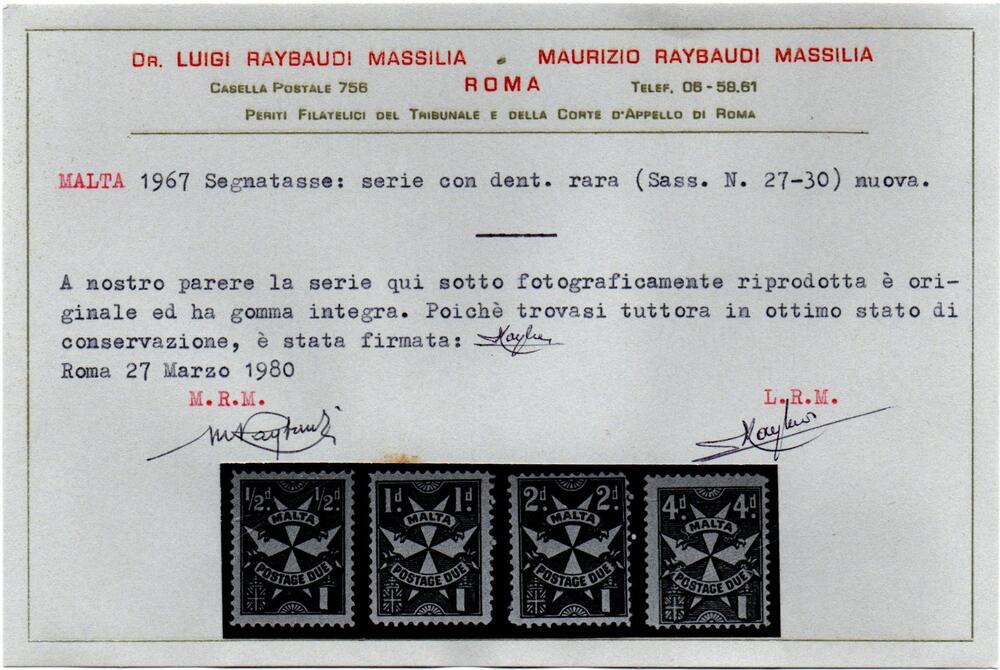 DR. LUIGI RAYBAUDI MASSILIA - MAURIZIO RAYBAUDI MASSILIA
CASELLA POSTALE 756 ROMA TELEF. 06-58.61
PERITI FILATELICI DEL TRIBUNALE E DELLA CORTE D'APPELLO DI ROMA
MALTA 1967 Segnatasse: serie con dent. rara (Sass. N. 27-30) nuova.
A nostro parere la serie qui sotto fotograficamente riprodotta è ori-
ginale ed ha gomma integra. Poichè trovasi tuttora in ottimo stato di
conservazione, è stata firmata:
Roma 27 Marzo 1980
M.R.M. L.R.M.
½d. ½d. 1d. 1d. 2d. 2d. 4d. 4d.
MALTA MALTA MALTA MALTA
POSTAGE DUE POSTAGE DUE POSTAGE DUE POSTAGE DUE